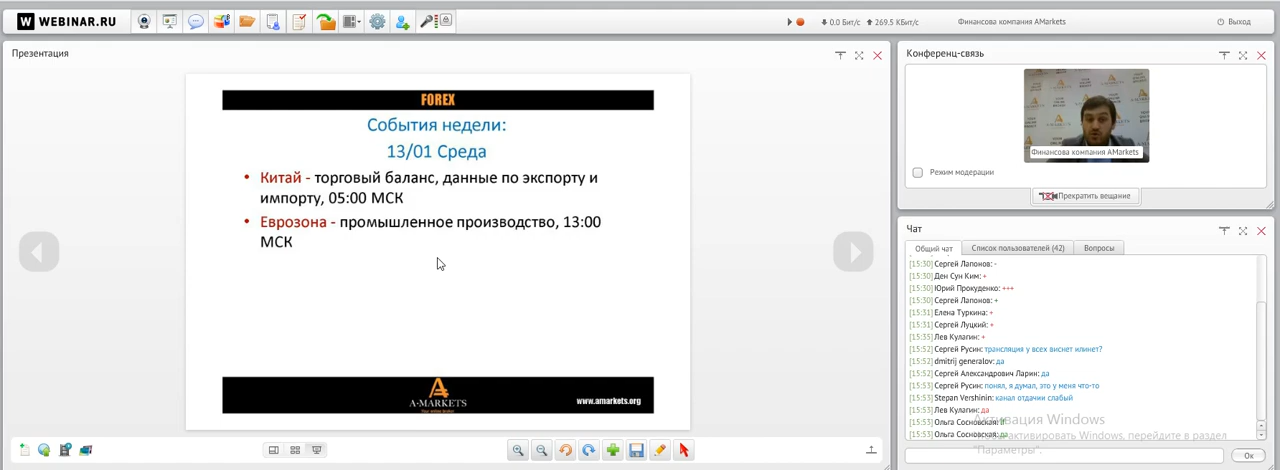 WEBINAR.RU
0.0 Бит/с
269.5 КБит/с
Финансова компания AMarkets
Выход
Презентация
FOREX
События недели:
13/01 Среда
• Китай - торговый баланс, данные по экспорту и
импорту, 05:00 МСК
• Еврозона - промышленное производство, 13:00
МСК
A-MARKETS
www.amarkets.org
Конференц-связь
Финансова компания AMarkets
Режим модерации
Прекратить вещание
Чат
Общий чат
Список пользователей (42)
Вопросы
[15:30] Сергей Лапонов: -
[15:30] Ден Сун Ким: +
[15:30] Юрий Прокуденко: +++
[15:30] Сергей Лапонов: +
[15:31] Елена Туркина: +
[15:31] Сергей Луцкий: +
[15:35] Лев Кулагин: +
[15:52] Сергей Русин: трансляция у всех виснет илинет?
[15:52] dmitrij generalov: да
[15:52] Сергей Александрович Ларин: да
[15:53] Сергей Русин: понял, я думал, это у меня что-то
[15:53] Stepan Vershinin: канал отдачии слабый
[15:53] Лев Кулагин: да
[15:54] Ольга Сосновская:
[15:54] Ольга Сосновская: да
Активация Windows
активировать Windows, перейдите в раздел
"Параметры".
Ок